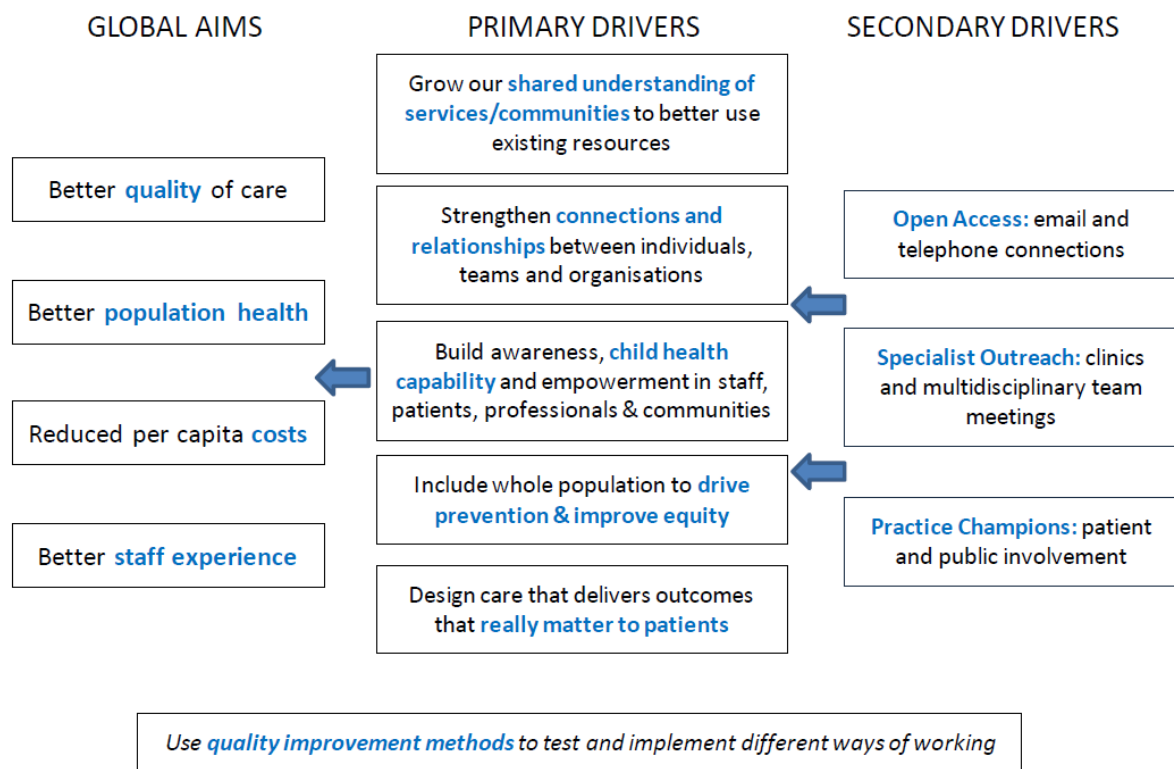 GLOBAL AIMS
Better quality of care
Better population health
Reduced per capita costs
Better staff experience
PRIMARY DRIVERS
Grow our shared understanding of
services/communities to better use
existing resources
Strengthen connections and
relationships between individuals,
teams and organisations
Build awareness, child health
capability and empowerment in staff,
patients, professionals & communities
Include whole population to drive
prevention & improve equity
Design care that delivers outcomes
that really matter to patients
SECONDARY DRIVERS
Open Access: email and
telephone connections
Specialist Outreach: clinics
and multidisciplinary team
meetings
Practice Champions: patient
and public involvement
Use quality improvement methods to test and implement different ways of working